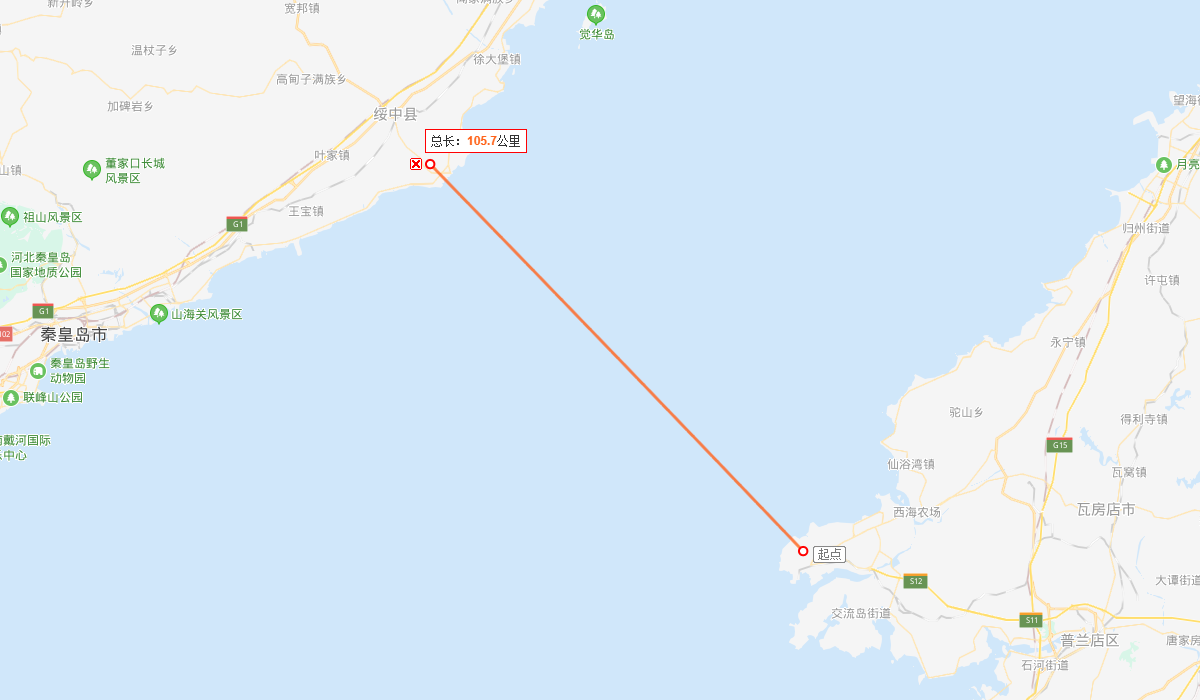 宽邦镇
觉华岛
温杖子乡
徐大堡镇
高甸子满族乡
加碑岩乡
绥中县
望海
总长：105.7公里
叶家镇
董家口长城
风景区
月亮
山镇
王宝镇
祖山风景区
G1
归州街道
河北秦皇岛
国家地质公园
许屯镇
G1
山海关风景区
102
秦皇岛市
永宁镇
秦皇岛野生
动物园
联峰山公园
驼山乡
得利寺镇
戴河国际
中心
G15
仙浴湾镇
瓦窝镇
西海农场
瓦房店市
起点
S12
大谭街道
交流岛街道
S11
普兰店区
唐家房
石河街道